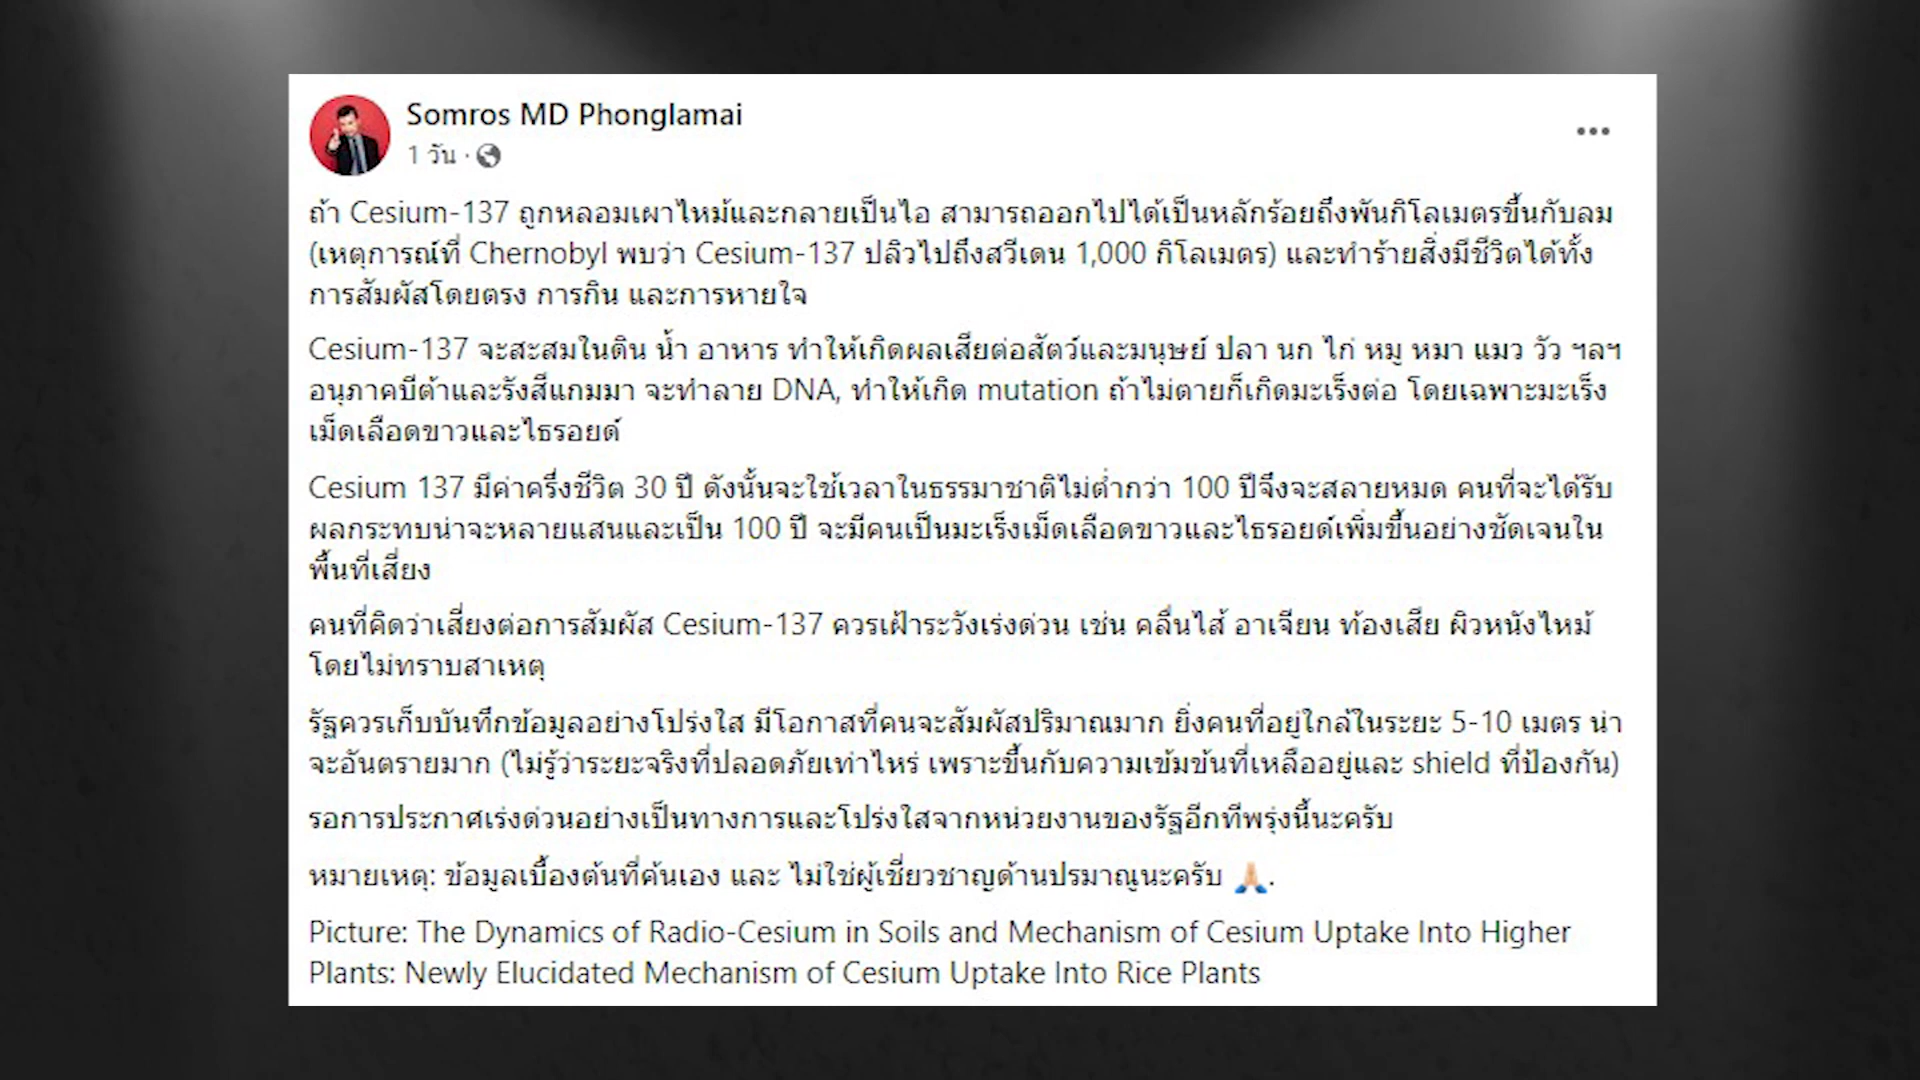 Somros MD Phonglamai
1 วัน ·
ถ้า Cesium-137 ถูกหลอมเผาไหม้และกลายเป็นไอ สามารถออกไปได้เป็นหลักร้อยถึงพันกิโลเมตรขึ้นกับลม
(เหตุการณ์ที่ Chernobyl พบว่า Cesium-137 ปลิวไปถึงสวีเดน 1,000 กิโลเมตร) และทำร้ายสิ่งมีชีวิตได้ทั้ง
การสัมผัสโดยตรง การกิน และการหายใจ
Cesium-137 จะสะสมในดิน น้ำ อาหาร ทำให้เกิดผลเสียต่อสัตว์และมนุษย์ ปลา นก ไก่ หมู หมา แมว วัว ฯลฯ
อนุภาคบีต้าและรังสีแกมมา จะทำลาย DNA, ทำให้เกิด mutation ถ้าไม่ตายก็เกิดมะเร็งต่อ โดยเฉพาะมะเร็ง
เม็ดเลือดขาวและไธรอยด์
Cesium 137 มีค่าครึ่งชีวิต 30 ปี ดังนั้นจะใช้เวลาในธรรมาชาติไม่ต่ำกว่า 100 ปีจึงจะสลายหมด คนที่จะได้รับ
ผลกระทบน่าจะหลายแสนและเป็น 100 ปี จะมีคนเป็นมะเร็งเม็ดเลือดขาวและไธรอยด์เพิ่มขึ้นอย่างชัดเจนใน
พื้นที่เสี่ยง
คนที่คิดว่าเสี่ยงต่อการสัมผัส Cesium-137 ควรเฝ้าระวังเร่งด่วน เช่น คลื่นไส้ อาเจียน ท้องเสีย ผิวหนังไหม้
โดยไม่ทราบสาเหตุ
รัฐควรเก็บบันทึกข้อมูลอย่างโปร่งใส มีโอกาสที่คนจะสัมผัสปริมาณมาก ยิ่งคนที่อยู่ใกล้ในระยะ 5-10 เมตร น่า
จะอันตรายมาก (ไม่รู้ว่าระยะจริงที่ปลอดภัยเท่าไหร่ เพราะขึ้นกับความเข้มข้นที่เหลืออยู่และ shield ที่ป้องกัน)
รอการประกาศเร่งด่วนอย่างเป็นทางการและโปร่งใสจากหน่วยงานของรัฐอีกทีพรุ่งนี้นะครับ
หมายเหตุ: ข้อมูลเบื้องต้นที่ค้นเอง และ ไม่ใช่ผู้เชี่ยวชาญด้านปรมาณูนะครับ 🙏.
Picture: The Dynamics of Radio-Cesium in Soils and Mechanism of Cesium Uptake Into Higher
Plants: Newly Elucidated Mechanism of Cesium Uptake Into Rice Plants